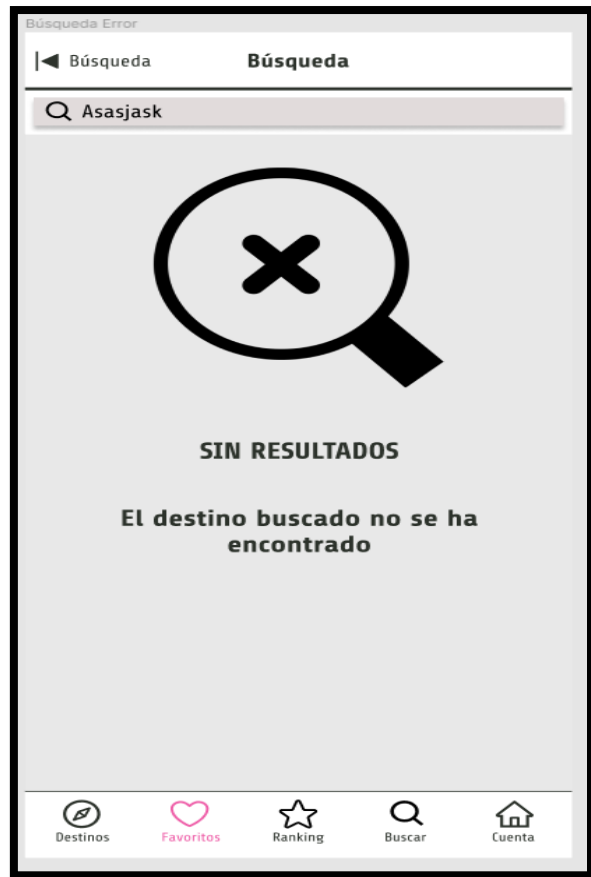 Búsqueda Error
Búsqueda
Búsqueda
Asasjask
SIN RESULTADOS
El destino buscado no se ha
encontrado
Destinos
Favoritos
Ranking
Buscar
Cuenta